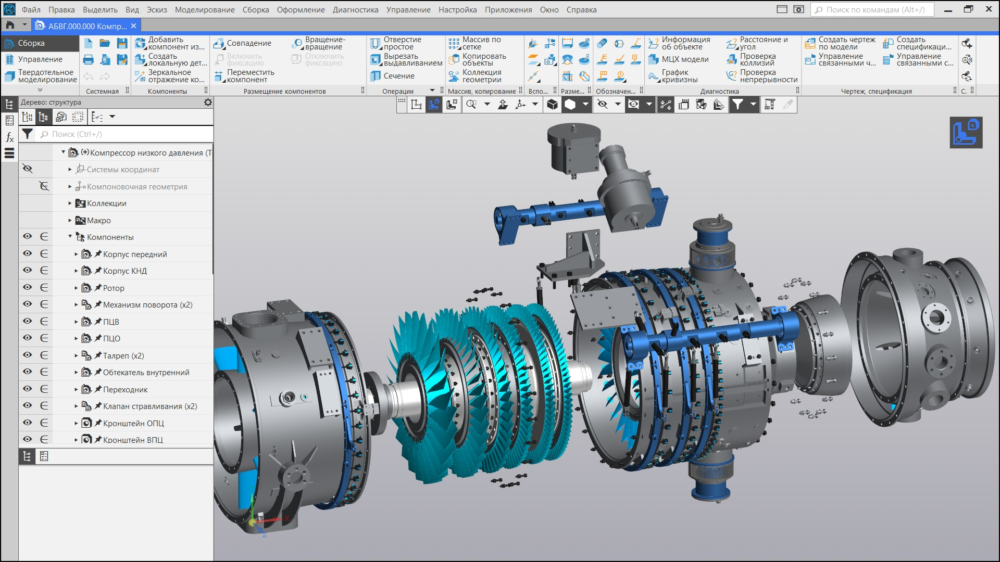 Файл Правка Выделить Вид Эскиз Моделирование Сборка Оформление Диагностика Управление Настройка Приложения Окно Справка
Поиск по командам (Alt+/)
АБВГ.000.000 Компр...
Сборка
Управление
Твердотельное
моделирование
Системная
Добавить
компонент из...
Создать
локальную дет...
Зеркальное
отражение ко...
Компоненты
Совпадение
Включить
фиксацию
Переместить
компонент
Вращение-
вращение
Отключить
фиксацию
Размещение компонентов
Отверстие
простое
Вырезать
выдавливанием
Сечение
Операции
Массив по
сетке
Копировать
объекты
Коллекция
геометрии
Массив, копирование
Вспо...
Разме...
Обозначен...
Информация
об объекте
МЦХ модели
График
кривизны
Расстояние и
угол
Проверка
коллизий
Проверка
непрерывности
Диагностика
Создать чертеж
по модели
Управление
связанными ч...
Создать
спецификаци...
Управление
связанными с...
Чертеж, спецификация
С.
Дерево: структура
Поиск (Ctrl+/)
(+)Компрессор низкого давления (Т
Системы координат
Компоновочная геометрия
Коллекции
Макро
Компоненты
Корпус передний
Корпус КНД
Ротор
Механизм поворота (x2)
ПЦВ
ПЦО
Талреп (x2)
Обтекатель внутренний
Переходник
Клапан стравливания (x2)
Кронштейн ОПЦ
Кронштейн ВПЦ
Y
X
Z